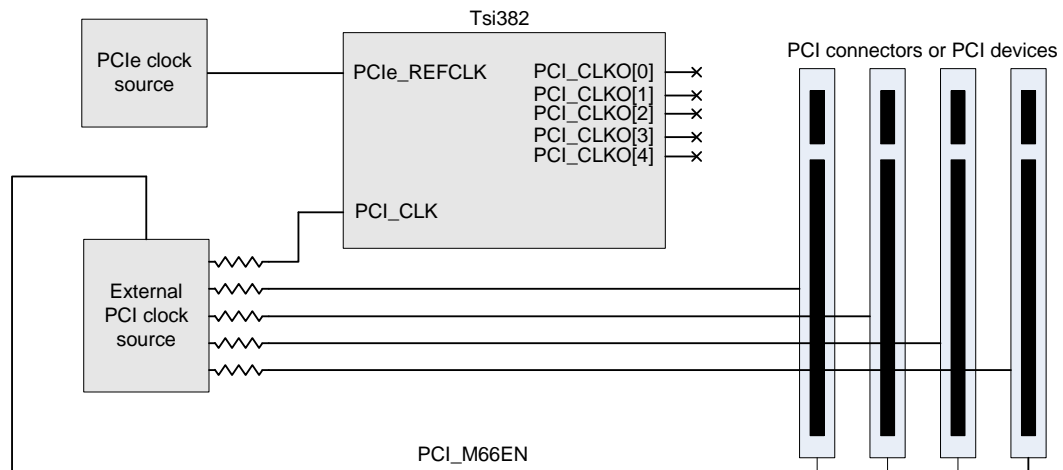 Tsi382
PCIe clock
source
PCIe_REFCLK
PCI_CLKO[0]
PCI_CLKO[1]
PCI_CLKO[2]
PCI_CLKO[3]
PCI_CLKO[4]
PCI connectors or PCI devices
PCI_CLK
External
PCI clock
source
PCI_M66EN